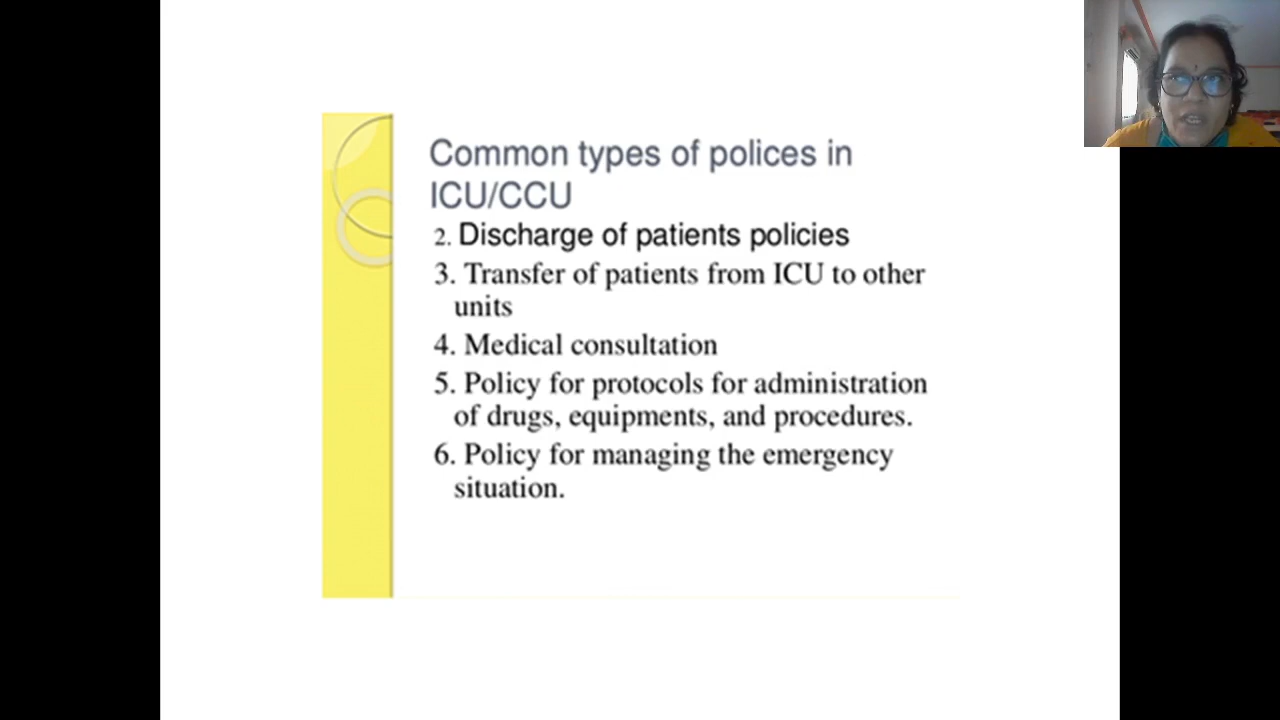 Common types of polices in
ICU/CCU
2. Discharge of patients policies
3. Transfer of patients from ICU to other
units
4. Medical consultation
5. Policy for protocols for administration
of drugs, equipments, and procedures.
6. Policy for managing the emergency
situation.